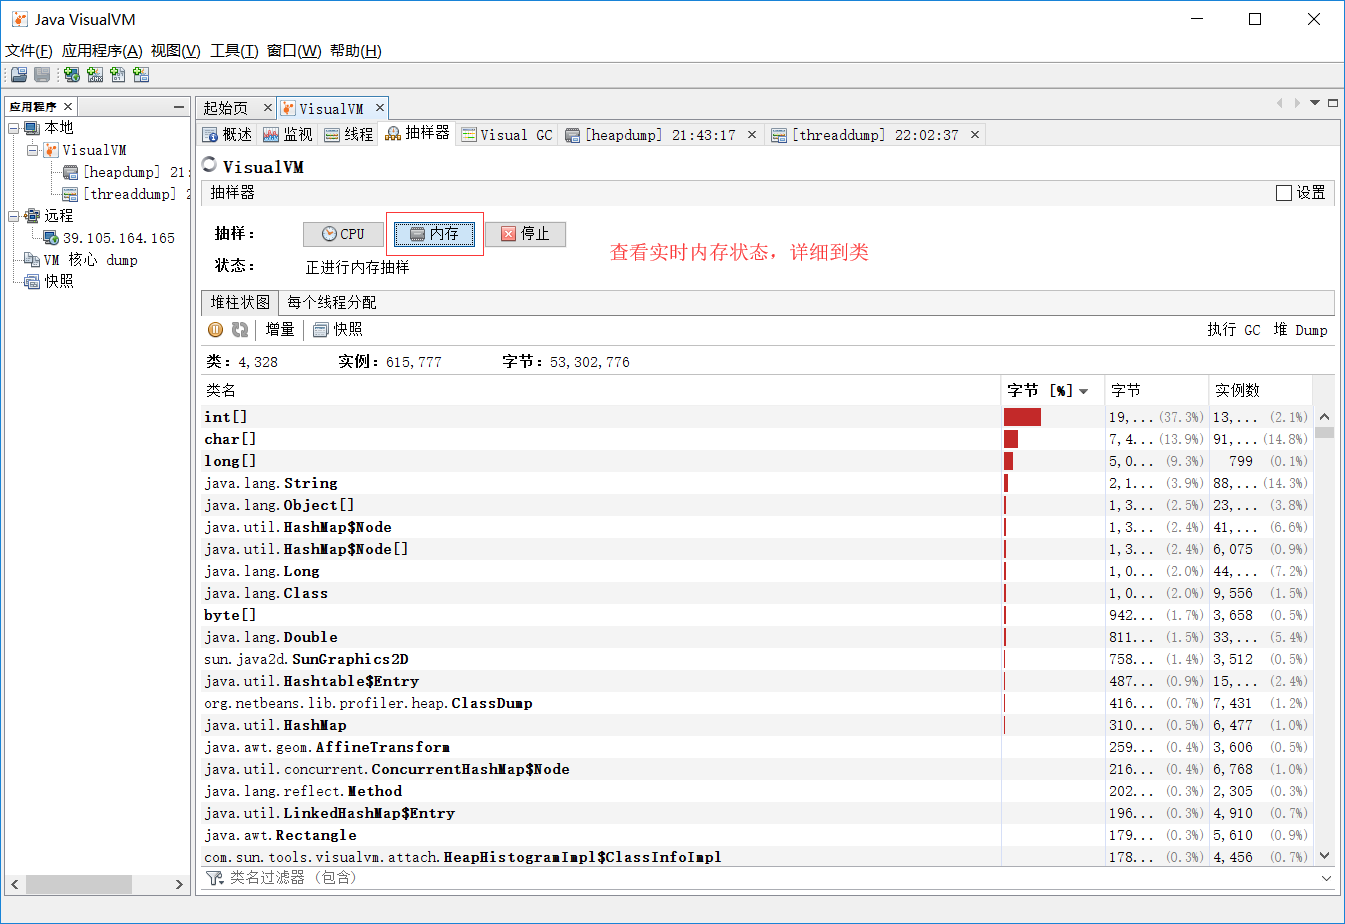 Java VisualVM
文件(F) 应用程序(A) 视图(V) 工具(T) 窗口(W) 帮助(H)
应用程序
本地
VisualVM
[heapdump] 21:
[threaddump] 2
远程
39.105.164.165
VM 核心 dump
快照
起始页 VisualVM
概述 监视 线程 抽样器 Visual GC [heapdump] 21:43:17 [threaddump] 22:02:37
VisualVM
抽样器 设置
抽样: CPU 内存 停止
查看实时内存状态，详细到类
状态: 正进行内存抽样
堆柱状图 每个线程分配
增量 快照 执行 GC 堆 Dump
类: 4,328 实例: 615,777 字节: 53,302,776
类名 字节 [%] 字节 实例数
int[] 19,... (37.3%) 13,... (2.1%)
char[] 7,4... (13.9%) 91,... (14.8%)
long[] 5,0... (9.3%) 799 (0.1%)
java.lang.String 2,1... (3.9%) 88,... (14.3%)
java.lang.Object[] 1,3... (2.5%) 23,... (3.8%)
java.util.HashMap$Node 1,3... (2.4%) 41,... (6.6%)
java.util.HashMap$Node[] 1,3... (2.4%) 6,075 (0.9%)
java.lang.Long 1,0... (2.0%) 44,... (7.2%)
java.lang.Class 1,0... (2.0%) 9,556 (1.5%)
byte[] 942... (1.7%) 3,658 (0.5%)
java.lang.Double 811... (1.5%) 33,... (5.4%)
sun.java2d.SunGraphics2D 758... (1.4%) 3,512 (0.5%)
java.util.Hashtable$Entry 487... (0.9%) 15,... (2.4%)
org.netbeans.lib.profiler.heap.ClassDump 416... (0.7%) 7,431 (1.2%)
java.util.HashMap 310... (0.5%) 6,477 (1.0%)
java.awt.geom.AffineTransform 259... (0.4%) 3,606 (0.5%)
java.util.concurrent.ConcurrentHashMap$Node 216... (0.4%) 6,768 (1.0%)
java.lang.reflect.Method 202... (0.3%) 2,305 (0.3%)
java.util.LinkedHashMap$Entry 196... (0.3%) 4,910 (0.7%)
java.awt.Rectangle 179... (0.3%) 5,610 (0.9%)
com.sun.tools.visualvm.attach.HeapHistogramImpl$ClassInfoImpl 178... (0.3%) 4,456 (0.7%)
类名过滤器 (包含)